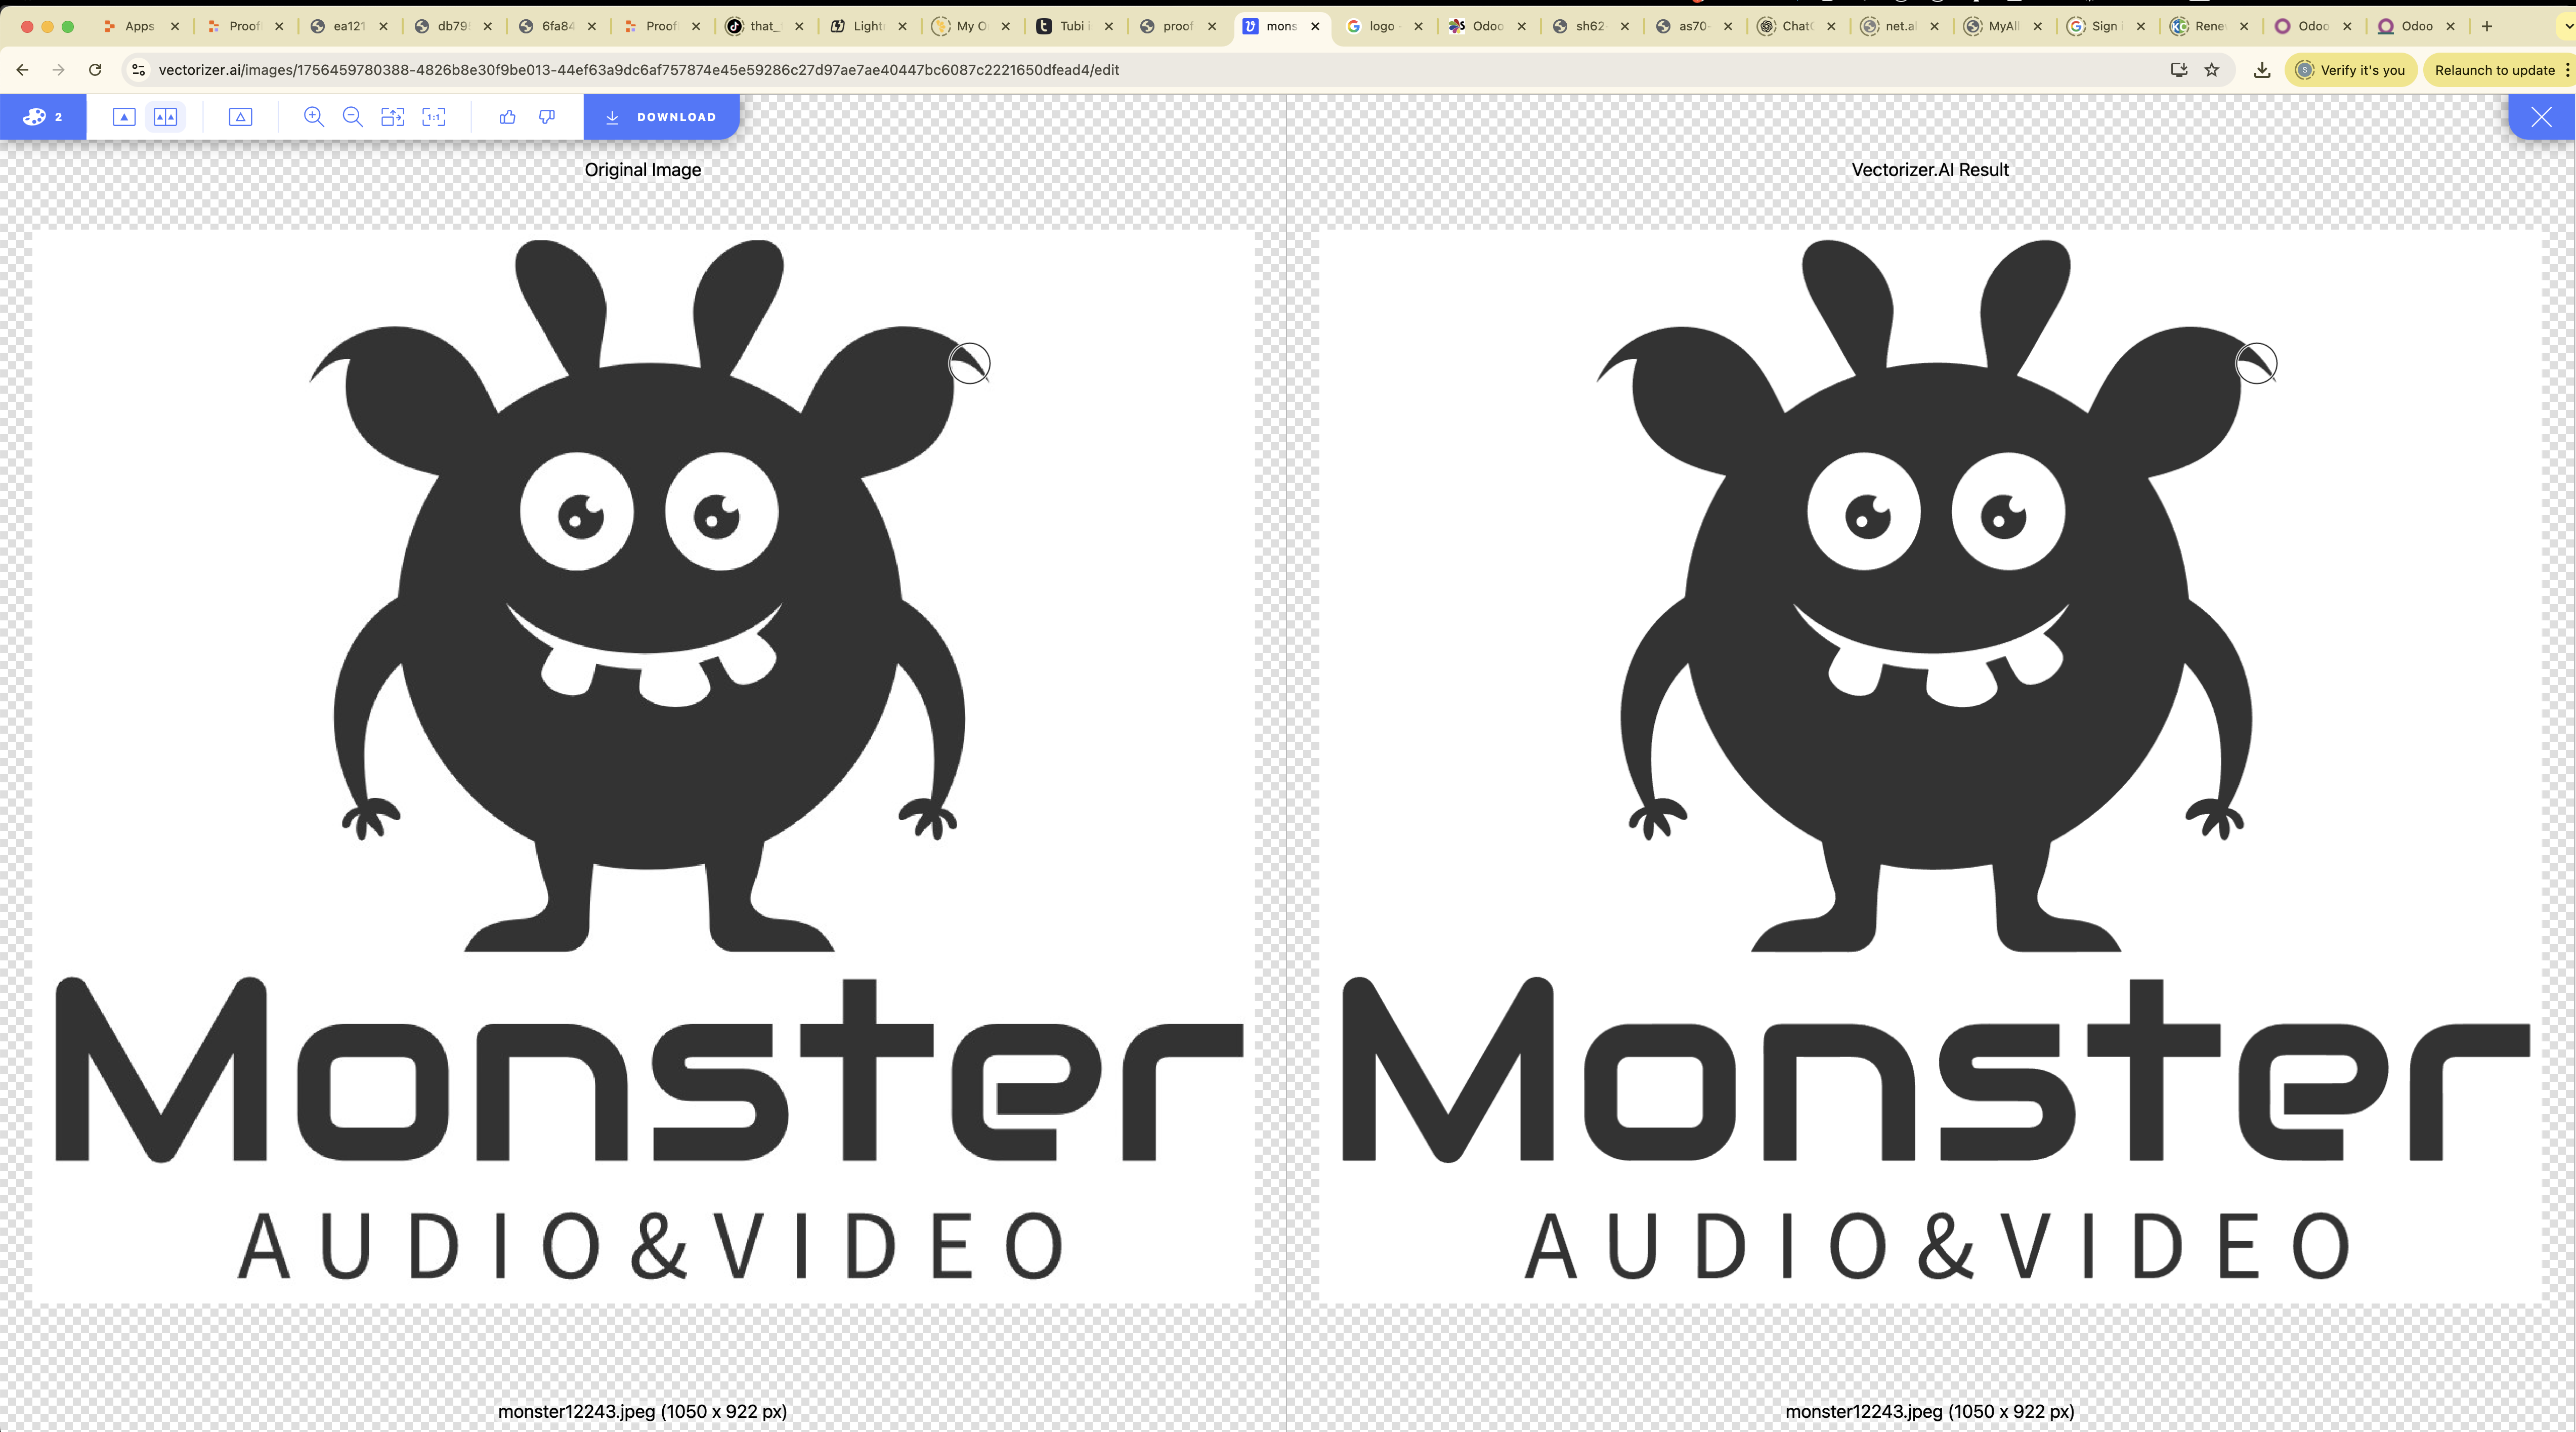 Apps Proof ea121 db79 6fa84 Proof that_ Light My O Tubi i proof mons logo Odoo sh62- as70- Chat net.a MyAll Sign i Rene Odoo Odoo
vectorizer.ai/images/1756459780388-4826b8e30f9be013-44ef63a9dc6af757874e45e59286c27d97ae7ae40447bc6087c2221650dfead4/edit S Verify it's you Relaunch to update
2 1:1 DOWNLOAD
Original Image Vectorizer.AI Result
Monster Monster
AUDIO&VIDEO AUDIO&VIDEO
monster12243.jpeg (1050 x 922 px) monster12243.jpeg (1050 x 922 px)